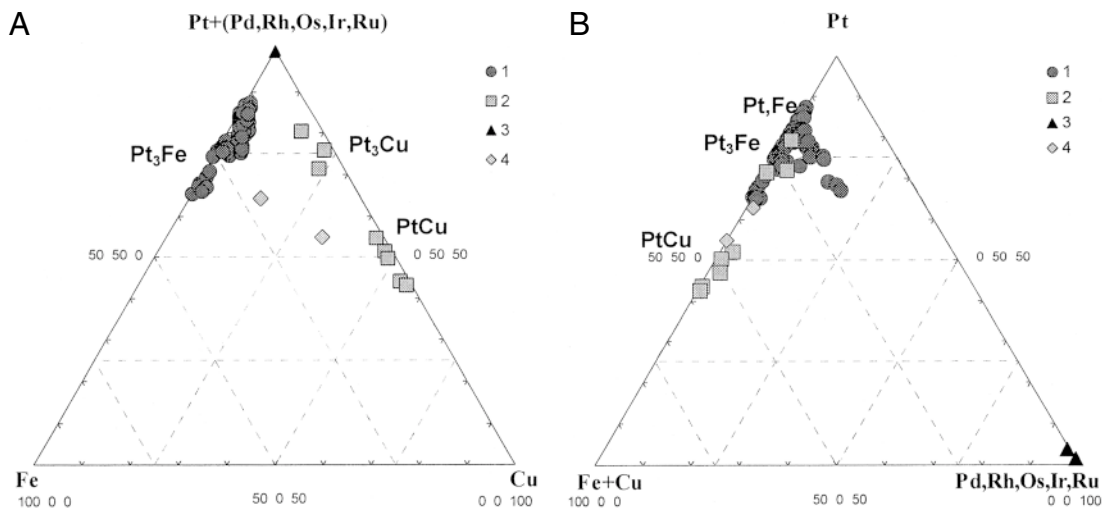 A
Pt+(Pd,Rh,Os,Ir,Ru)
1
2
3
4
Pt₃Fe
Pt₃Cu
PtCu
50 50 0
0 50 50
Fe
Cu
100 0 0
50 0 50
0 0 100
B
Pt
1
2
3
4
Pt,Fe
Pt₃Fe
PtCu
50 50 0
0 50 50
Fe+Cu
Pd,Rh,Os,Ir,Ru
100 0 0
50 0 50
0 0 100